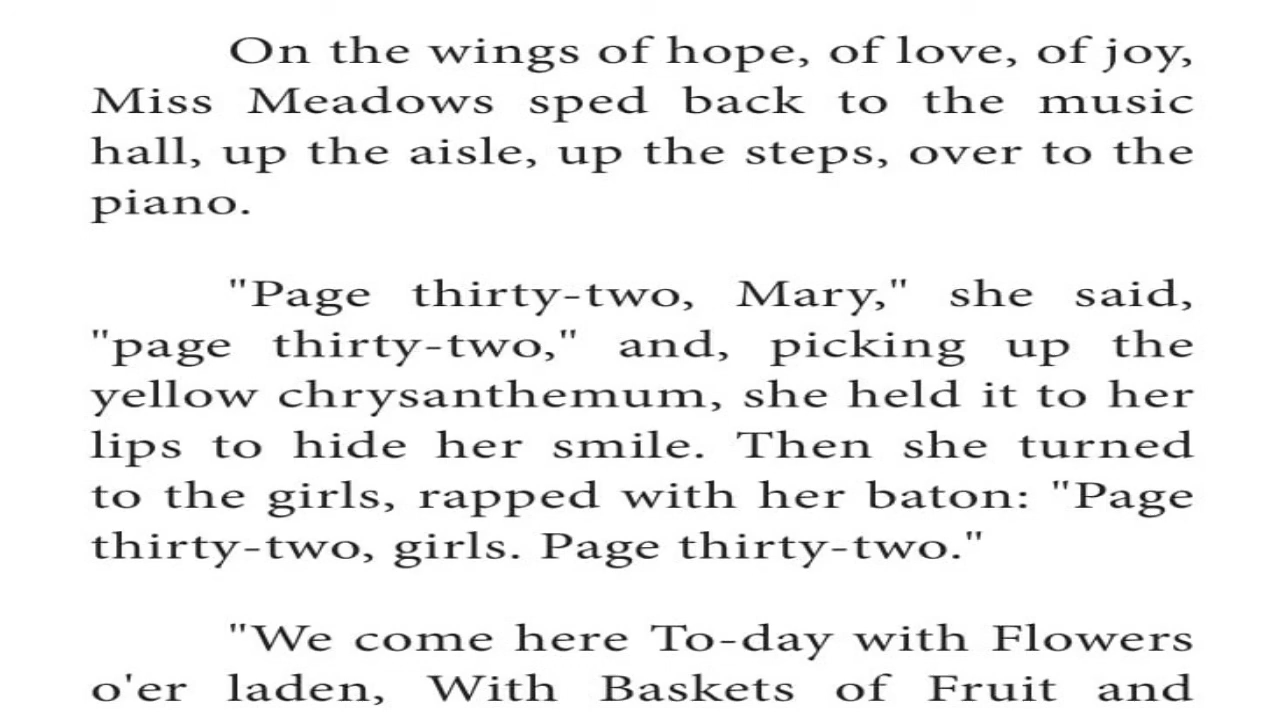 On the wings of hope, of love, of joy,
Miss Meadows sped back to the music
hall, up the aisle, up the steps, over to the
piano.
"Page thirty-two, Mary," she said,
"page thirty-two," and, picking up the
yellow chrysanthemum, she held it to her
lips to hide her smile. Then she turned
to the girls, rapped with her baton: "Page
thirty-two, girls. Page thirty-two."
"We come here To-day with Flowers
o'er laden, With Baskets of Fruit and